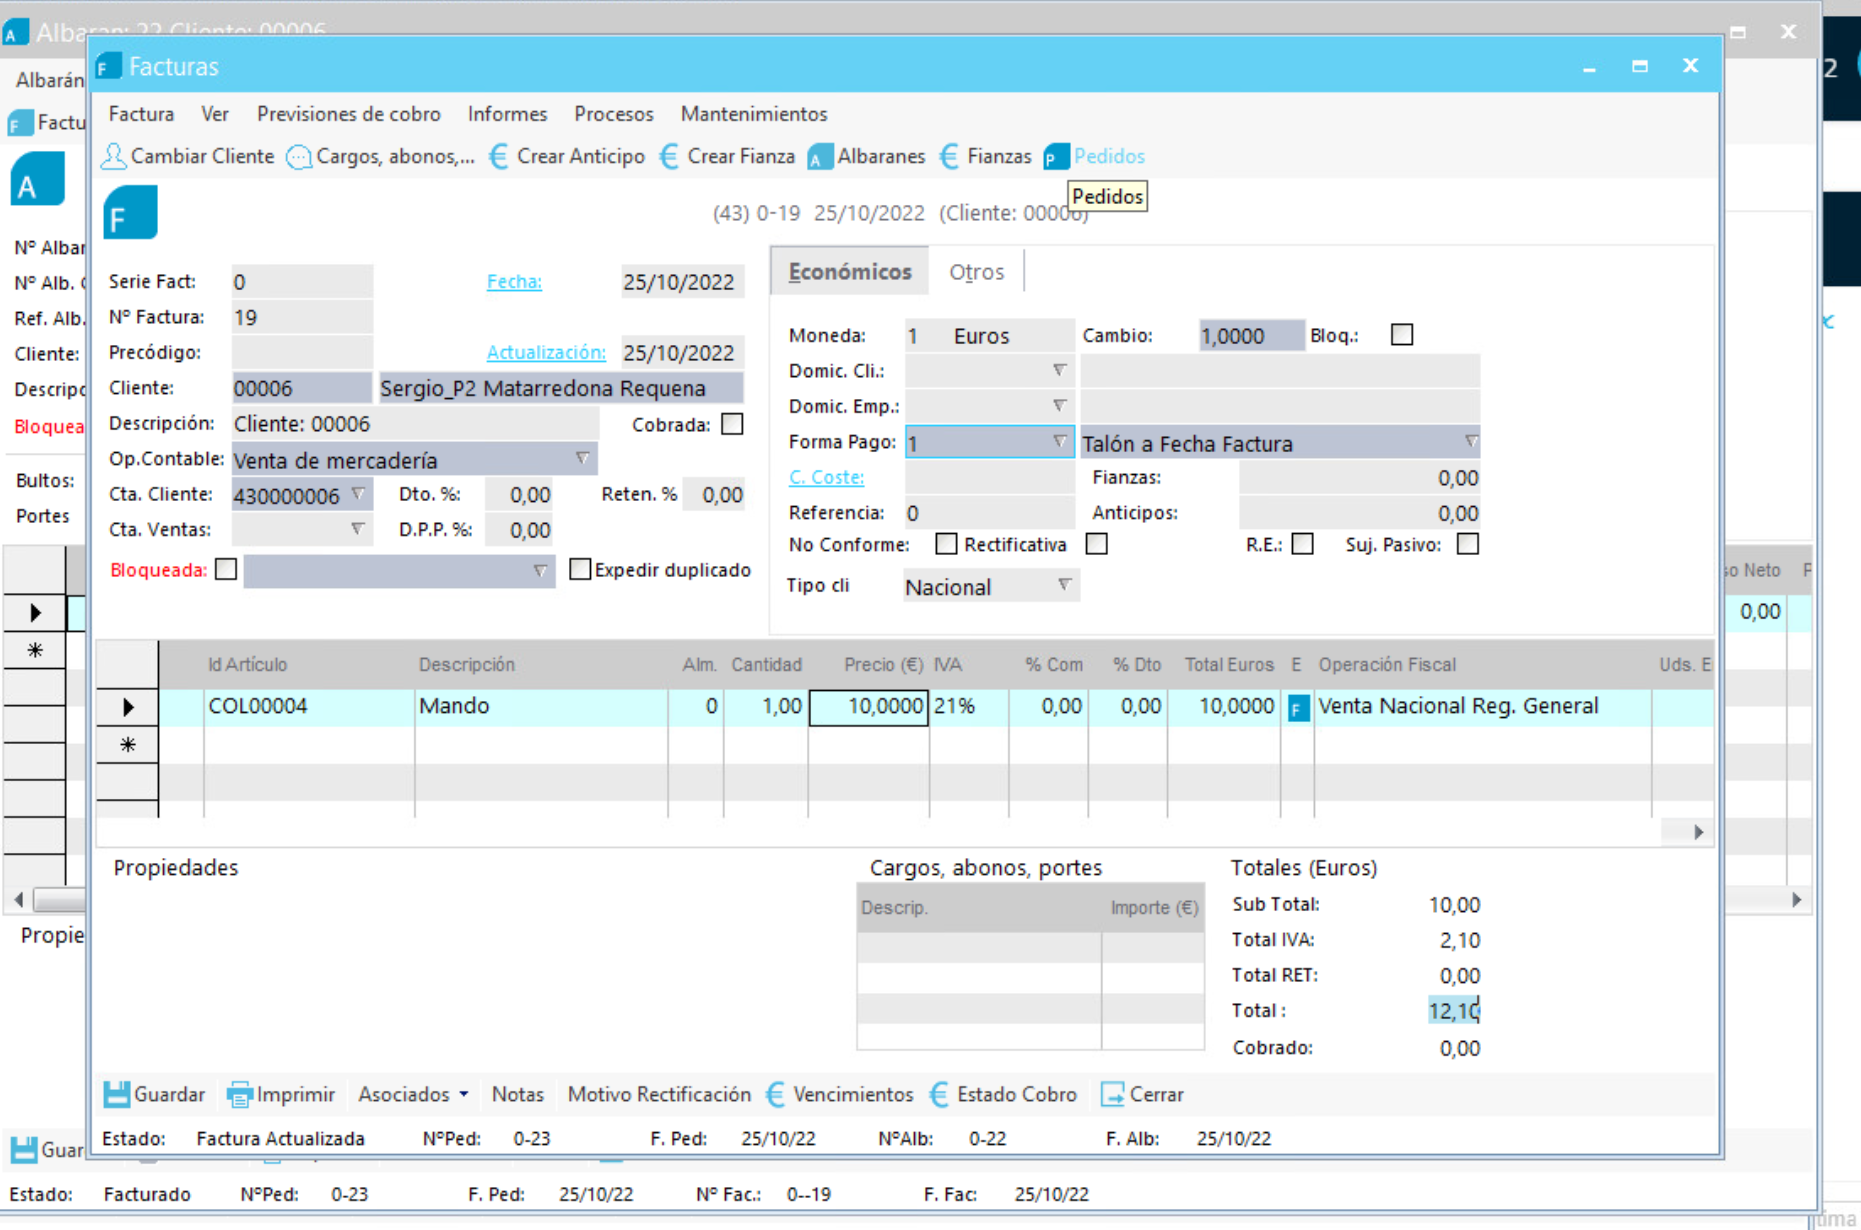 Albaran: 22 Cliente: 00006
Facturas
Albarán
Factura Ver Previsiones de cobro Informes Procesos Mantenimientos
Factu
Cambiar Cliente Cargos, abonos,... Crear Anticipo Crear Fianza Albaranes Fianzas Pedidos
Pedidos
(43) 0-19 25/10/2022 (Cliente: 00006)
Nº Albar
Nº Alb.
Ref. Alb.
Cliente:
Descripc
Bloquea
Bultos:
Portes
Serie Fact: 0 Fecha: 25/10/2022
Nº Factura: 19
Precódigo: Actualización: 25/10/2022
Cliente: 00006 Sergio_P2 Matarredona Requena
Descripción: Cliente: 00006 Cobrada:
Op.Contable: Venta de mercadería
Cta. Cliente: 430000006 Dto. %: 0,00 Reten. % 0,00
Cta. Ventas: D.P.P. %: 0,00
Bloqueada: Expedir duplicado
Económicos Otros
Moneda: 1 Euros Cambio: 1,0000 Bloq.:
Domic. Cli.:
Domic. Emp.:
Forma Pago: 1 Talón a Fecha Factura
C. Coste: Fianzas: 0,00
Referencia: 0 Anticipos: 0,00
No Conforme: Rectificativa R.E.: Suj. Pasivo:
Tipo cli Nacional
so Neto P
0,00
Id Artículo Descripción Alm. Cantidad Precio (€) IVA % Com % Dto Total Euros E Operación Fiscal Uds. E
COL00004 Mando 0 1,00 10,0000 21% 0,00 0,00 10,0000 F Venta Nacional Reg. General
Propiedades
Propie
Cargos, abonos, portes
Descrip. Importe (€)
Totales (Euros)
Sub Total: 10,00
Total IVA: 2,10
Total RET: 0,00
Total : 12,10
Cobrado: 0,00
Guardar Imprimir Asociados Notas Motivo Rectificación Vencimientos Estado Cobro Cerrar
Estado: Factura Actualizada NºPed: 0-23 F. Ped: 25/10/22 NºAlb: 0-22 F. Alb: 25/10/22
Guar
Estado: Facturado NºPed: 0-23 F. Ped: 25/10/22 Nº Fac.: 0--19 F. Fac: 25/10/22